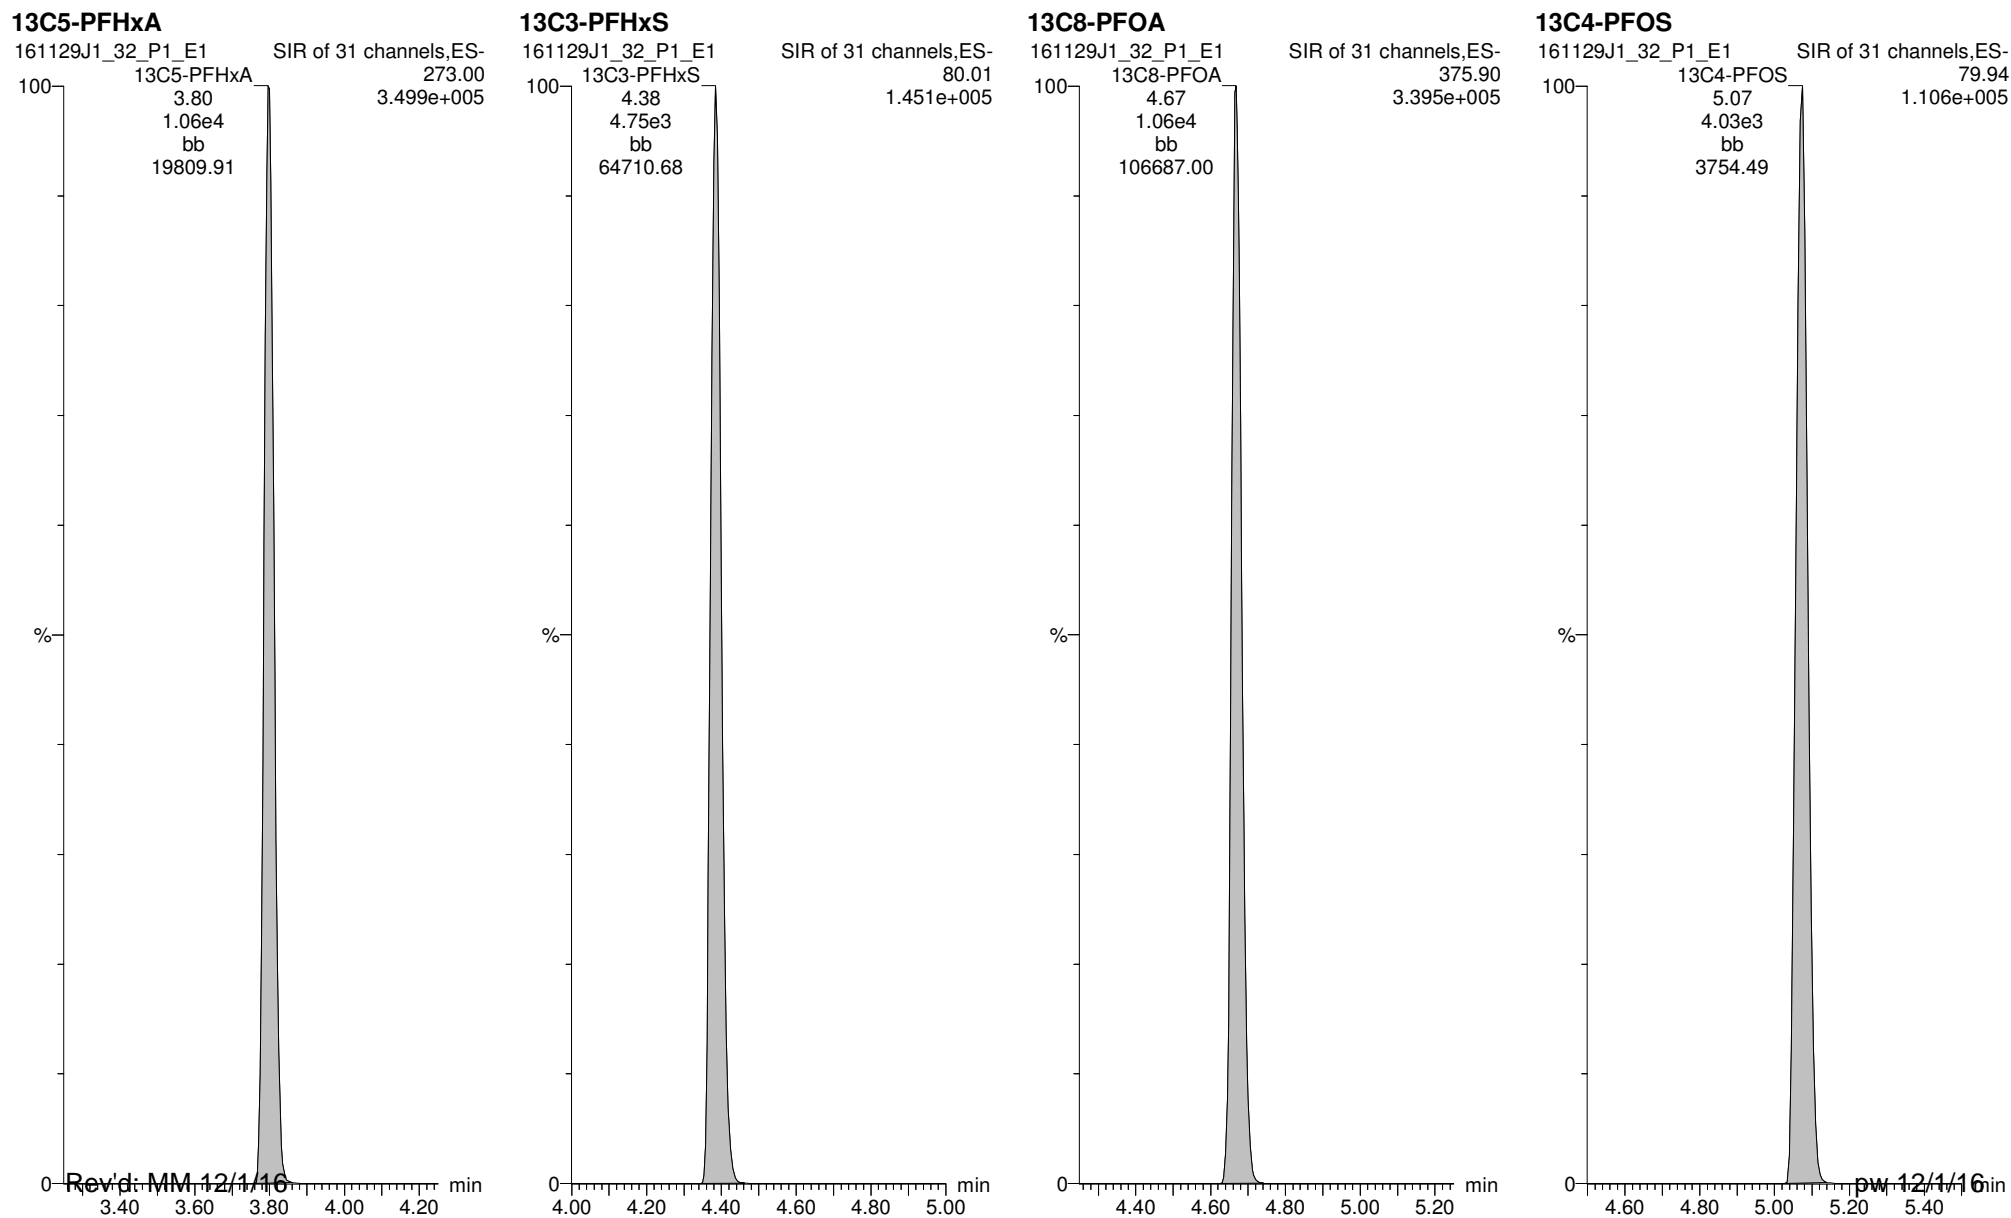 13C5-PFHxA
161129J1_32_P1_E1 SIR of 31 channels,ES-
13C5-PFHxA 273.00
3.80 3.499e+005
1.06e4
bb
19809.91
100
%
0
3.40 3.60 3.80 4.00 4.20 min
Rev'd: MM 12/1/16
13C3-PFHxS
161129J1_32_P1_E1 SIR of 31 channels,ES-
13C3-PFHxS 80.01
4.38 1.451e+005
4.75e3
bb
64710.68
100
%
0
4.00 4.20 4.40 4.60 4.80 5.00 min
13C8-PFOA
161129J1_32_P1_E1 SIR of 31 channels,ES-
13C8-PFOA 375.90
4.67 3.395e+005
1.06e4
bb
106687.00
100
%
0
4.40 4.60 4.80 5.00 5.20 min
13C4-PFOS
161129J1_32_P1_E1 SIR of 31 channels,ES-
13C4-PFOS 79.94
5.07 1.106e+005
4.03e3
bb
3754.49
100
%
0
4.60 4.80 5.00 5.20 5.40 min
pw 12/1/16